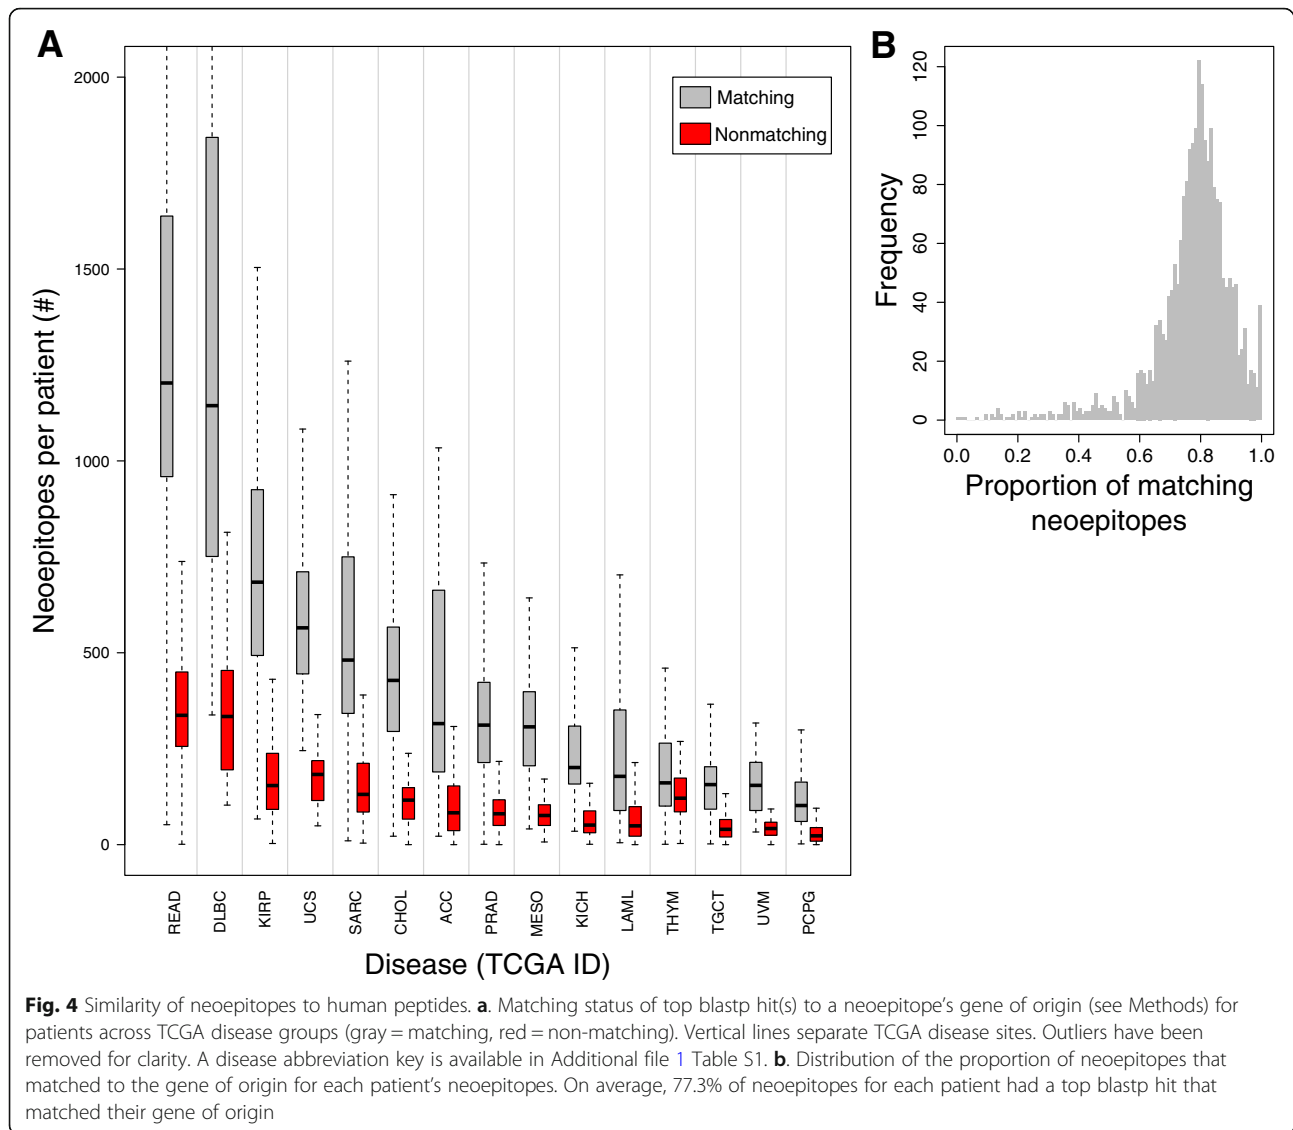 A
2000
1500
1000
500
0
Neoepitopes per patient (#)
Matching
Nonmatching
READ
DLBC
KIRP
UCS
SARC
CHOL
ACC
PRAD
MESO
KICH
LAML
THYM
TGCT
UVM
PCPG
Disease (TCGA ID)
B
120
100
80
60
40
20
0
Frequency
0.0 0.2 0.4 0.6 0.8 1.0
Proportion of matching
neoepitopes
Fig. 4 Similarity of neoepitopes to human peptides. a. Matching status of top blastp hit(s) to a neoepitope's gene of origin (see Methods) for
patients across TCGA disease groups (gray = matching, red = non-matching). Vertical lines separate TCGA disease sites. Outliers have been
removed for clarity. A disease abbreviation key is available in Additional file 1 Table S1. b. Distribution of the proportion of neoepitopes that
matched to the gene of origin for each patient's neoepitopes. On average, 77.3% of neoepitopes for each patient had a top blastp hit that
matched their gene of origin